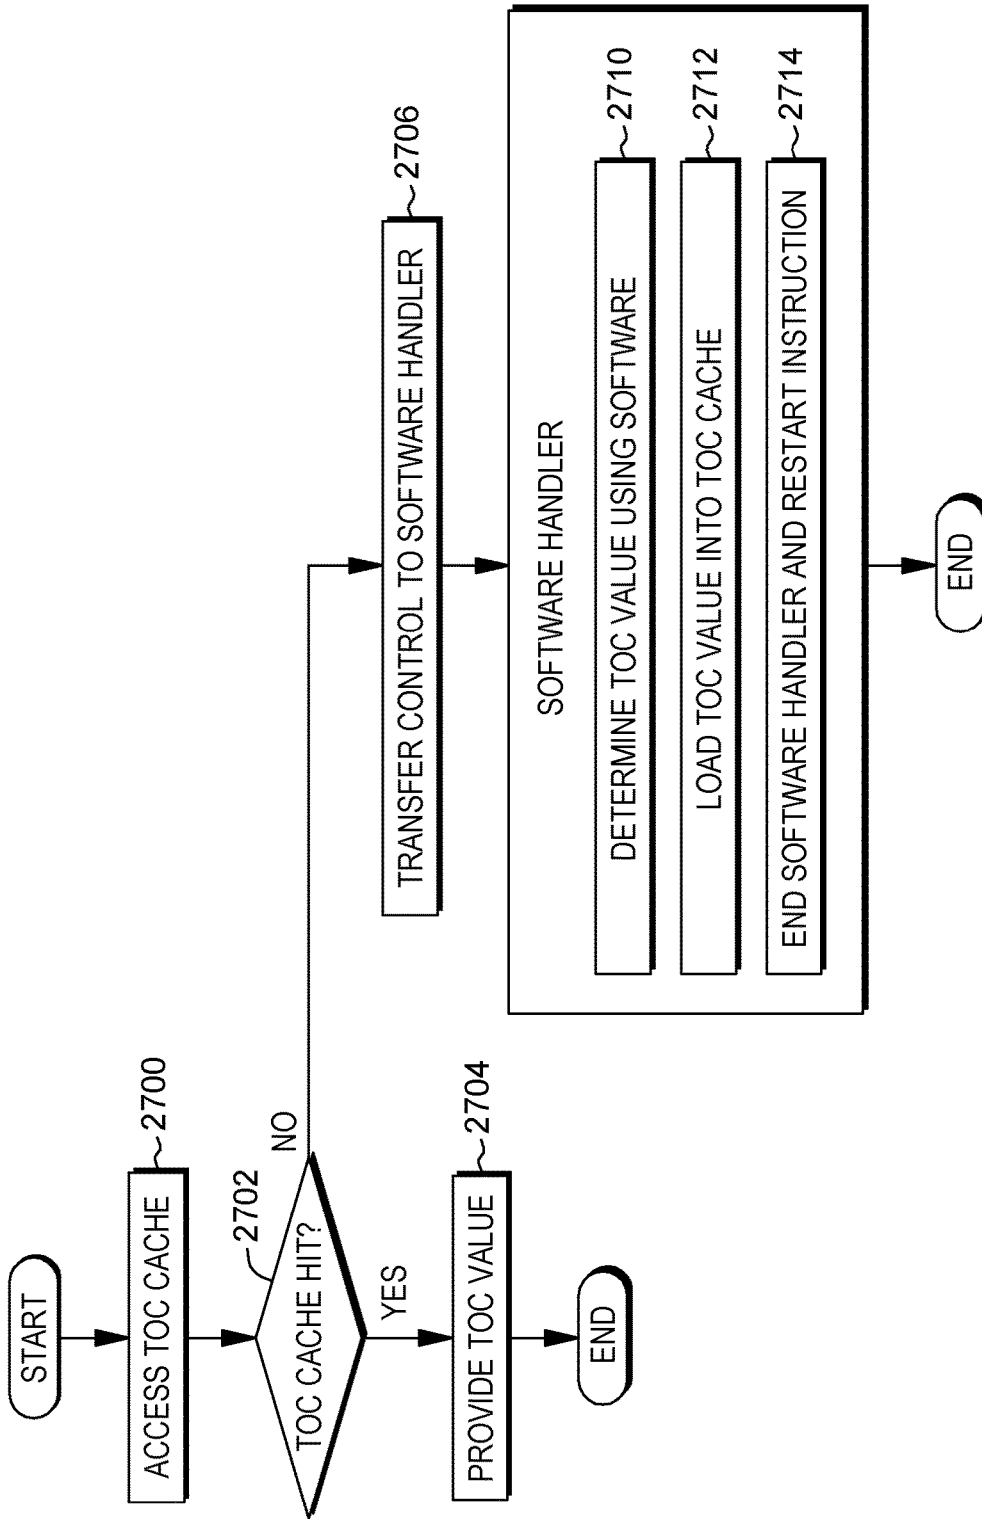 START
ACCESS TOC CACHE
2700
TOC CACHE HIT?
2702
NO
YES
PROVIDE TOC VALUE
2704
END
TRANSFER CONTROL TO SOFTWARE HANDLER
2706
SOFTWARE HANDLER
DETERMINE TOC VALUE USING SOFTWARE
2710
LOAD TOC VALUE INTO TOC CACHE
2712
END SOFTWARE HANDLER AND RESTART INSTRUCTION
2714
END